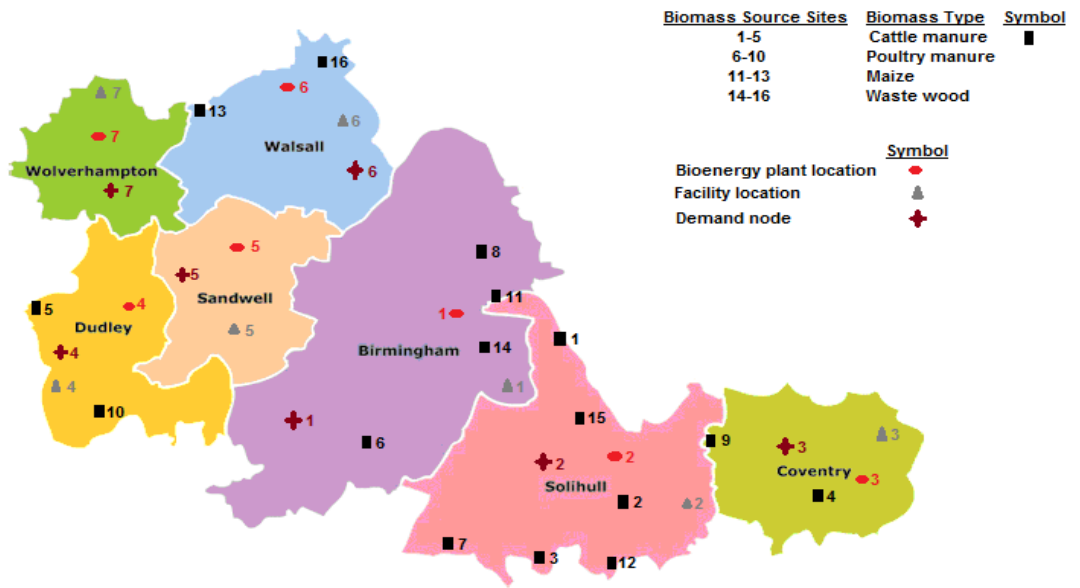 Biomass Source Sites Biomass Type Symbol
1-5 Cattle manure
6-10 Poultry manure
11-13 Maize
14-16 Waste wood
Symbol
Bioenergy plant location
Facility location
Demand node
16
7
6
13
6
7
Walsall
Wolverhampton
6
7
5
8
5
Sandwell
11
5
4
1
Dudley
5
1
Birmingham
14
4
4
1
10
15
1
3
6
9
3
2
2
Coventry
3
Solihull
4
2
2
7
3
12